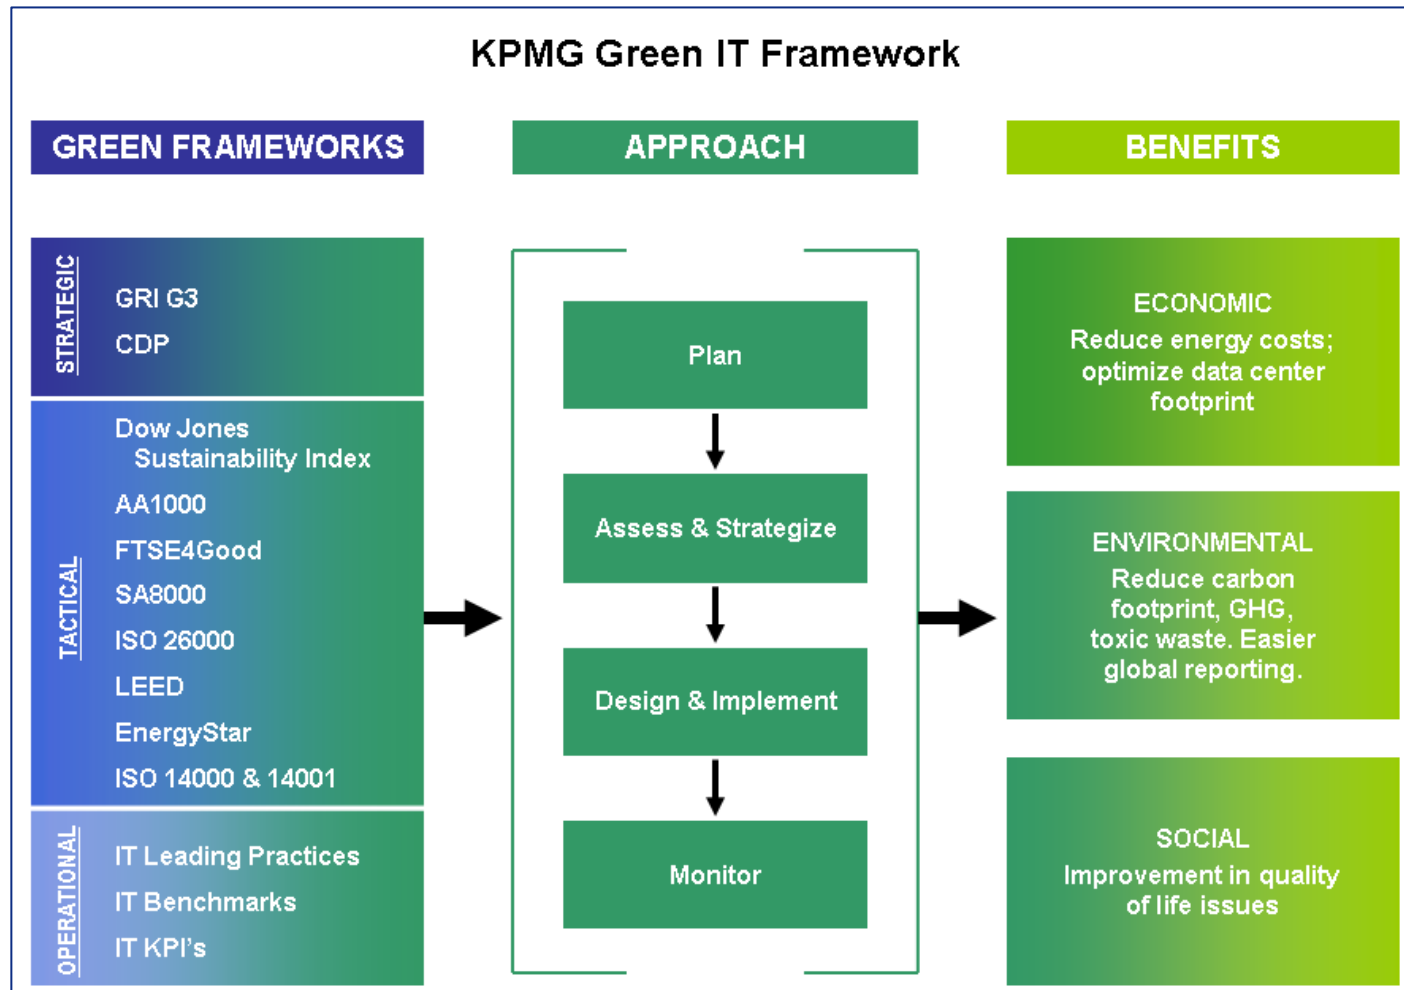 KPMG Green IT Framework
GREEN FRAMEWORKS
APPROACH
BENEFITS
STRATEGIC
GRI G3
CDP
TACTICAL
Dow Jones
Sustainability Index
AA1000
FTSE4Good
SA8000
ISO 26000
LEED
EnergyStar
ISO 14000 & 14001
OPERATIONAL
IT Leading Practices
IT Benchmarks
IT KPI's
Plan
Assess & Strategize
Design & Implement
Monitor
ECONOMIC
Reduce energy costs;
optimize data center
footprint
ENVIRONMENTAL
Reduce carbon
footprint, GHG,
toxic waste. Easier
global reporting.
SOCIAL
Improvement in quality
of life issues